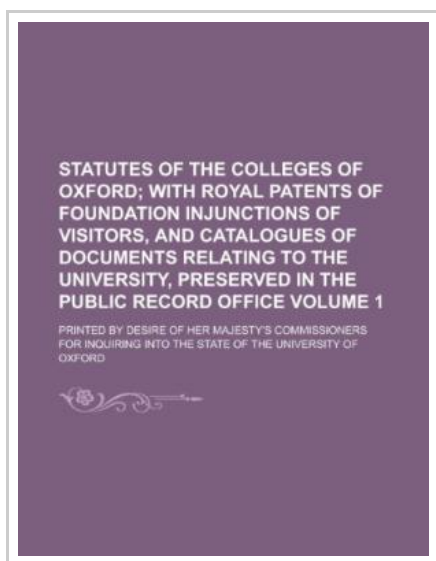 STATUTES OF THE COLLEGES OF
OXFORD; WITH ROYAL PATENTS OF
FOUNDATION INJUNCTIONS OF
VISITORS, AND CATALOGUES OF
DOCUMENTS RELATING TO THE
UNIVERSITY, PRESERVED IN THE
PUBLIC RECORD OFFICE VOLUME 1
PRINTED BY DESIRE OF HER MAJESTY'S COMMISSIONERS
FOR INQUIRING INTO THE STATE OF THE UNIVERSITY OF
OXFORD